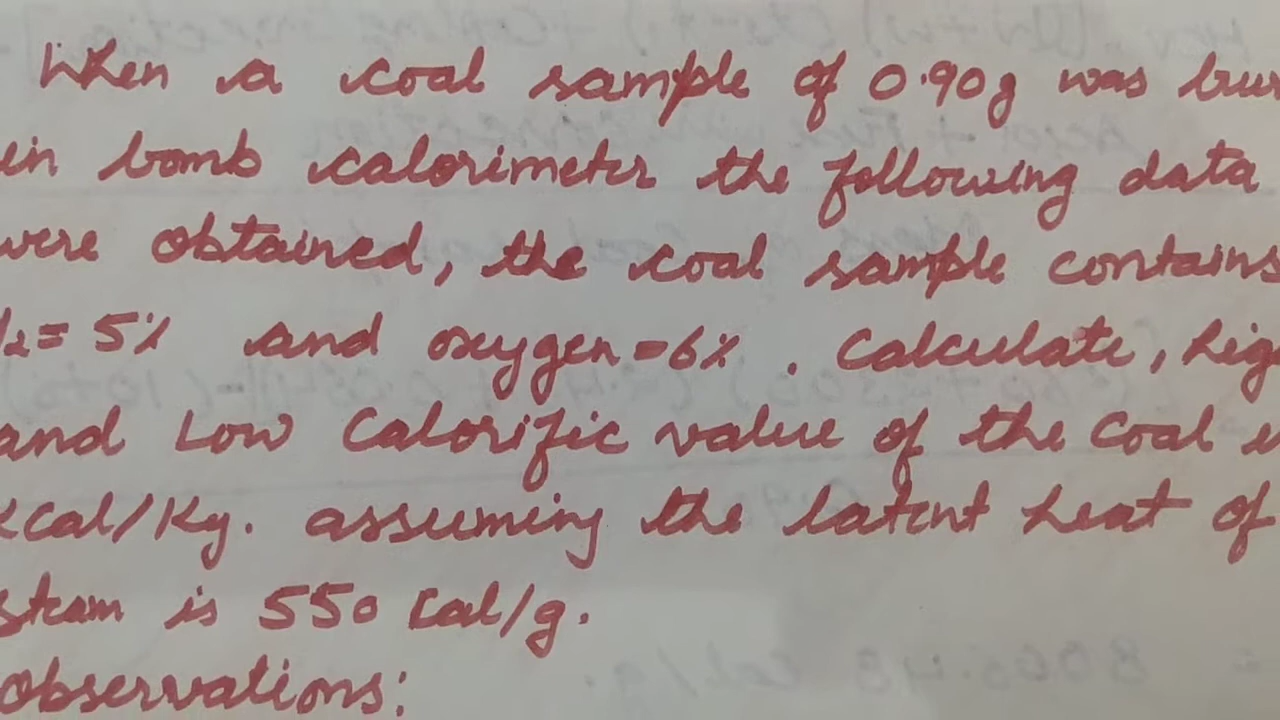 When a coal sample of 0.90g was bur
in bomb calorimeter the following data
were obtained, the coal sample contains
2 = 5% and oxygen = 6%. Calculate, hig
and Low Calorific value of the Coal i
KCal/Kg. assuming the latent heat of
steam is 550 Cal/g.
observations: